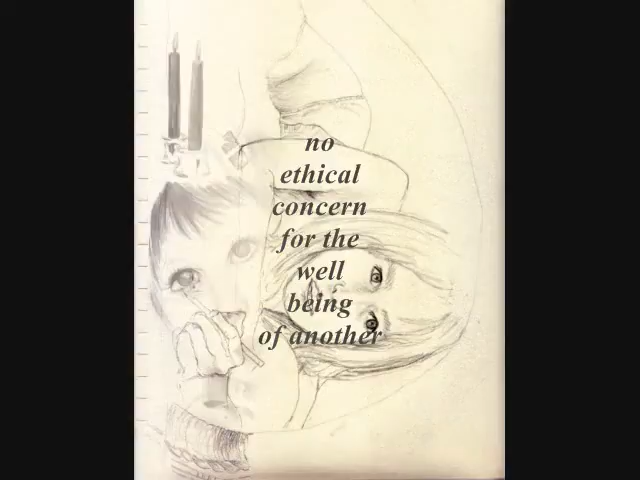 no
ethical
concern
for the
well
being
of another